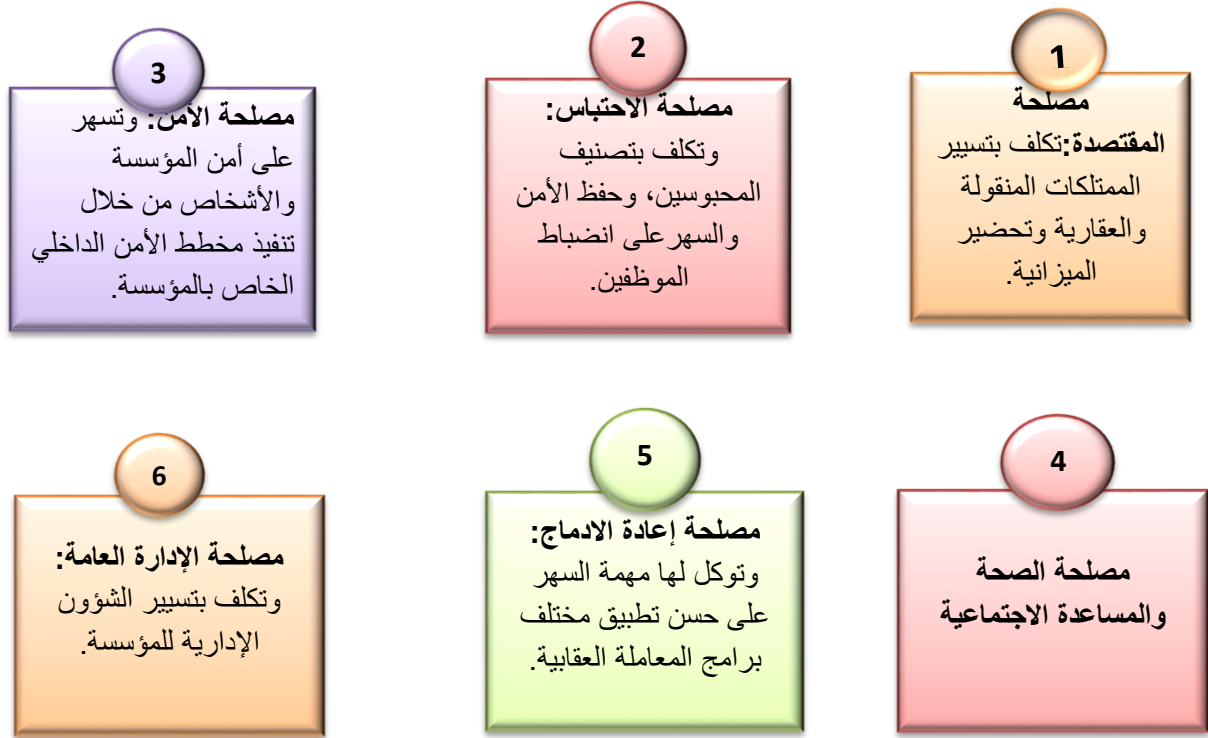 1
مصلحة
المقتصدة:تكلف بتسيير
الممتلكات المنقولة
والعقارية وتحضير
الميزانية.
2
مصلحة الاحتباس:
وتكلف بتصنيف
المحبوسين، وحفظ الأمن
والسهر على انضباط
الموظفين.
3
مصلحة الأمن: وتسهر
على أمن المؤسسة
والأشخاص من خلال
تنفيذ مخطط الأمن الداخلي
الخاص بالمؤسسة.
4
مصلحة الصحة
والمساعدة الاجتماعية
5
مصلحة إعادة الادماج:
وتوكل لها مهمة السهر
على حسن تطبيق مختلف
برامج المعاملة العقابية.
6
مصلحة الإدارة العامة:
وتكلف بتسيير الشؤون
الإدارية للمؤسسة.